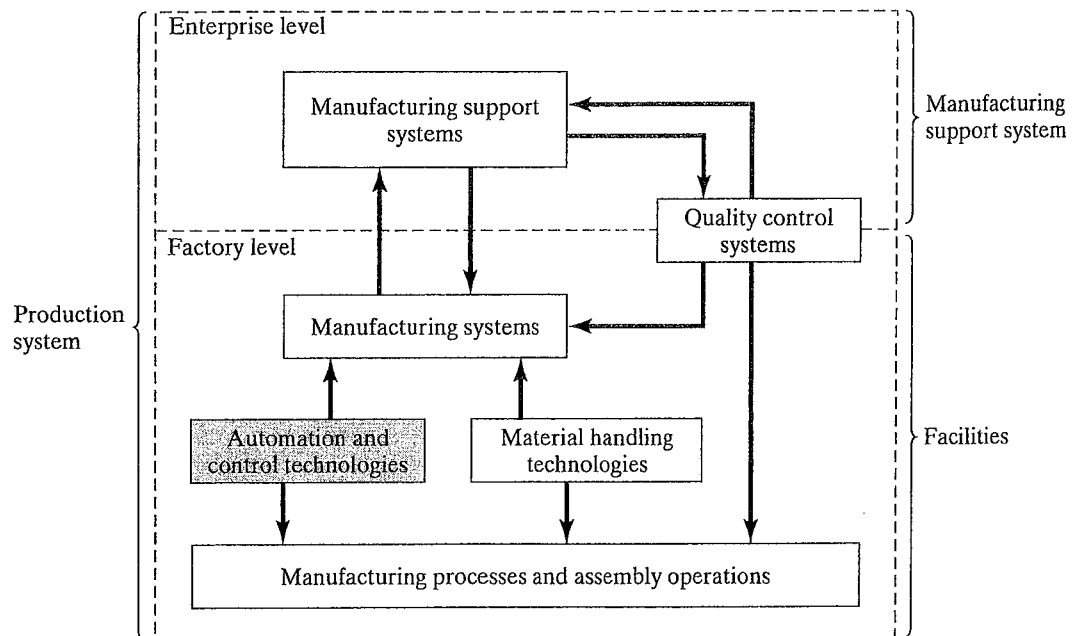 Enterprise level
Manufacturing support
systems
Manufacturing
support system
Quality control
systems
Factory level
Production
system
Manufacturing systems
Automation and
control technologies
Material handling
technologies
Facilities
Manufacturing processes and assembly operations